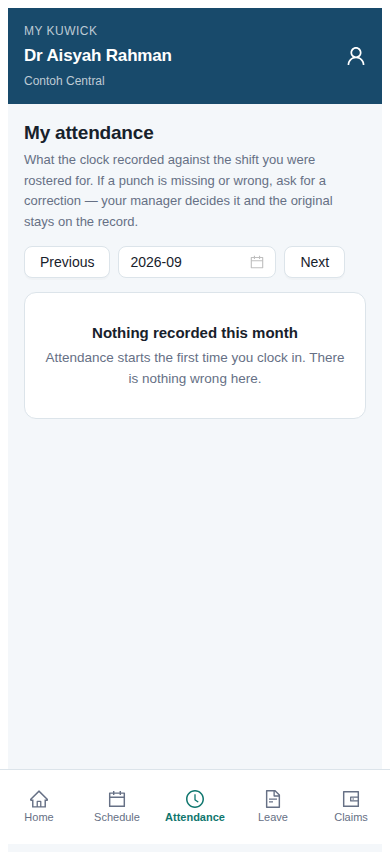 MY KUWICK
Dr Aisyah Rahman
Contoh Central
My attendance
What the clock recorded against the shift you were
rostered for. If a punch is missing or wrong, ask for a
correction — your manager decides it and the original
stays on the record.
Previous
2026-09
Next
Nothing recorded this month
Attendance starts the first time you clock in. There
is nothing wrong here.
Home
Schedule
Attendance
Leave
Claims